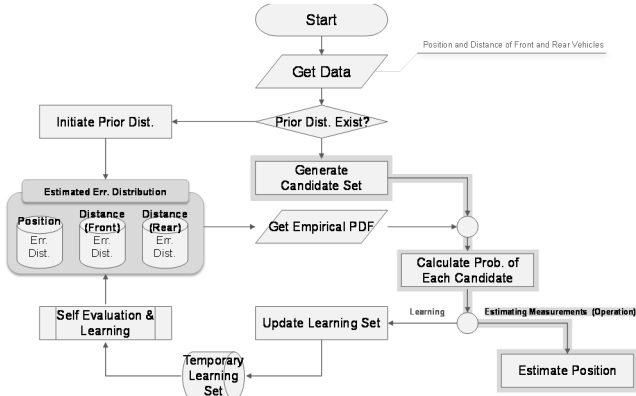 Start
Get Data
Position and Distance of Front and Rear Vehicles
Initiate Prior Dist.
Prior Dist. Exist?
Generate
Candidate Set
Estimated Err. Distribution
Position
Err.
Dist.
Distance
(Front)
Err.
Dist.
Distance
(Rear)
Err.
Dist.
Get Empirical PDF
Calculate Prob. of
Each Candidate
Learning
Estimating Measurements (Operation)
Self Evaluation &
Learning
Update Learning Set
Temporary
Learning
Set
Estimate Position